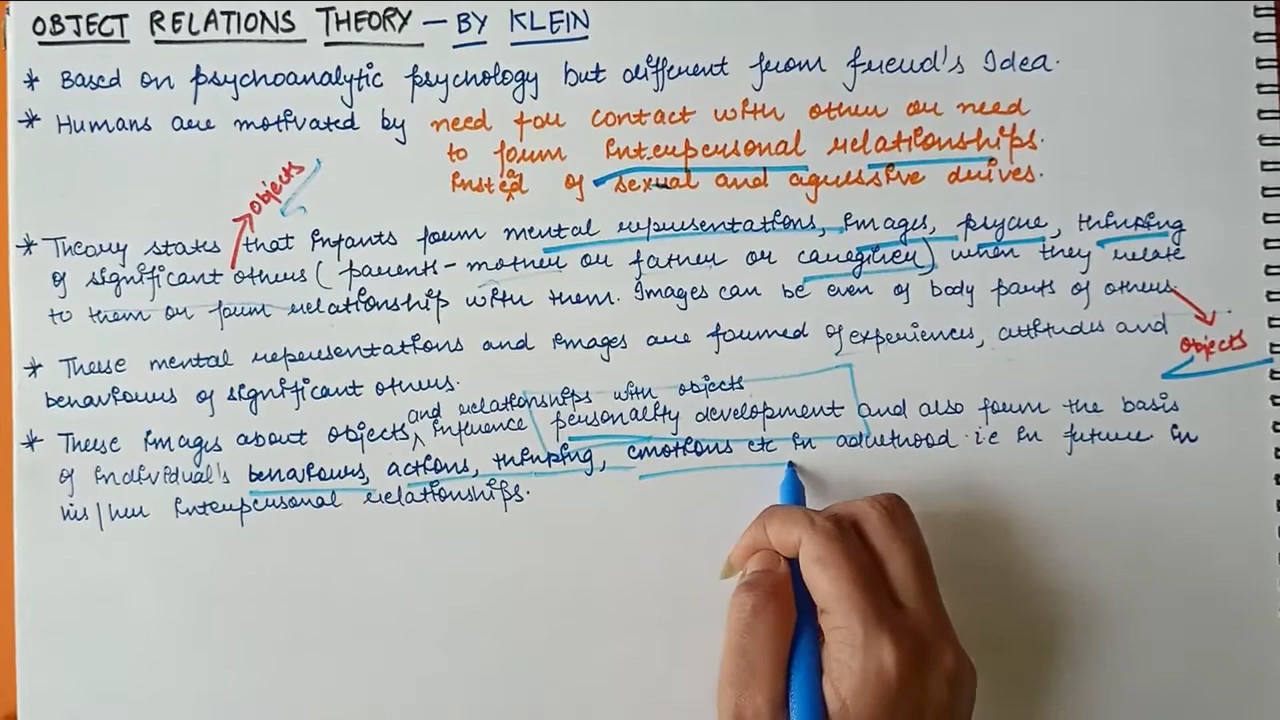 OBJECT RELATIONS THEORY - BY KLEIN
* Based on psychoanalytic psychology but different from freud's Idea.
* Humans are motivated by need for contact with other or need
to form interpersonal relationships.
Instead of sexual and agressive drives.
objects
* Theory states that infants form mental representations, images, psyche, thinking
of significant others (parents - mother or father or caregiver) when they relate
to them or form relationship with them. Images can be even of body parts of others.
objects
* These mental representations and images are formed of experiences, attitudes and
behaviours of significant others.
and relationships with objects
* These images about objects ^ influence personality development and also form the basis
of individual's behaviours, actions, thinking, emotions etc in adulthood i.e in future in
his/her interpersonal relationships.